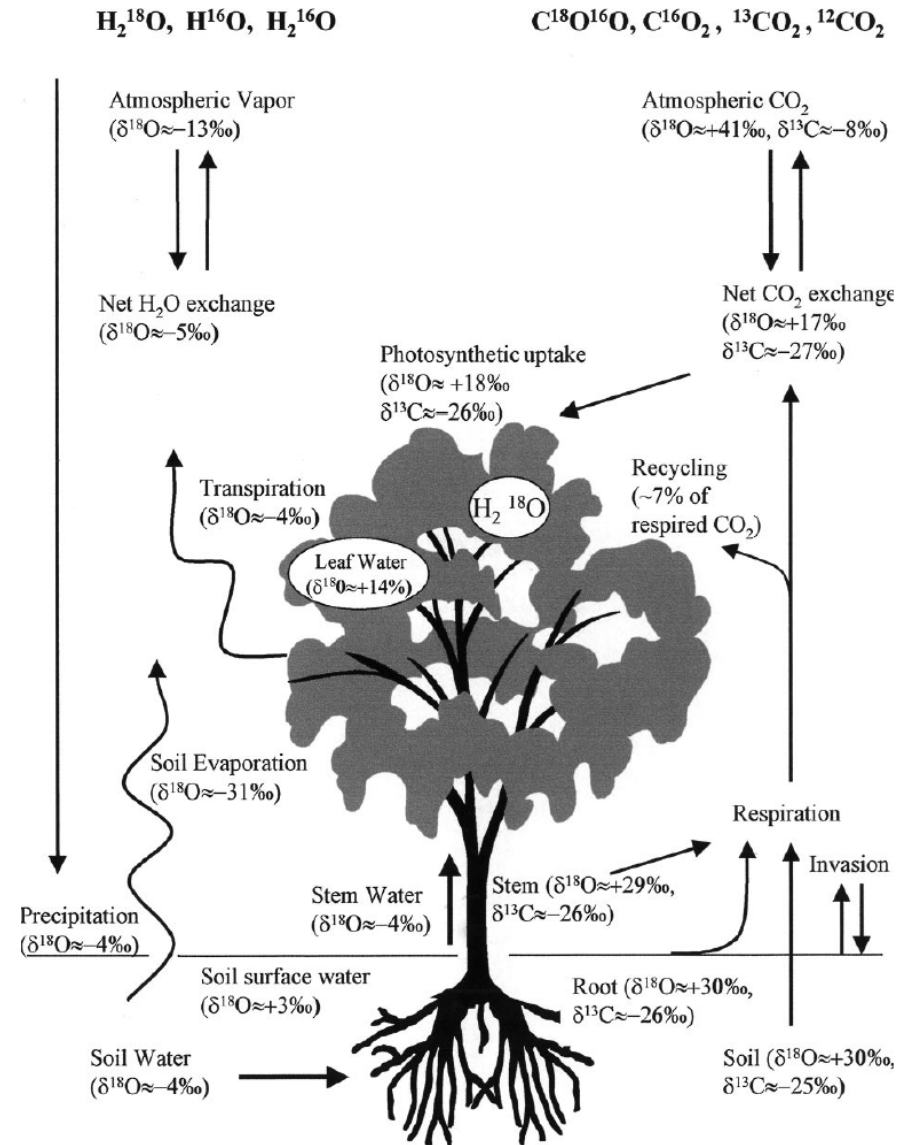 H₂¹⁸O, H¹⁶O, H₂¹⁶O
C¹⁸O¹⁶O, C¹⁶O₂ , ¹³CO₂ , ¹²CO₂
Atmospheric Vapor
(δ¹⁸O≈−13‰)
Atmospheric CO₂
(δ¹⁸O≈+41‰, δ¹³C≈−8‰)
Net H₂O exchange
(δ¹⁸O≈−5‰)
Net CO₂ exchange
(δ¹⁸O≈+17‰
δ¹³C≈−27‰)
Photosynthetic uptake
(δ¹⁸O≈ +18‰
δ¹³C≈−26‰)
Transpiration
(δ¹⁸O≈−4‰)
H₂ ¹⁸O
Recycling
(~7% of
respired CO₂)
Leaf Water
(δ¹⁸0≈+14%)
Soil Evaporation
(δ¹⁸O≈−31‰)
Respiration
Invasion
Stem Water
(δ¹⁸O≈−4‰)
Stem (δ¹⁸O≈+29‰,
δ¹³C≈−26‰)
Precipitation
(δ¹⁸O≈−4‰)
Soil surface water
(δ¹⁸O≈+3‰)
Root (δ¹⁸O≈+30‰,
δ¹³C≈−26‰)
Soil Water
(δ¹⁸O≈−4‰)
Soil (δ¹⁸O≈+30‰,
δ¹³C≈−25‰)